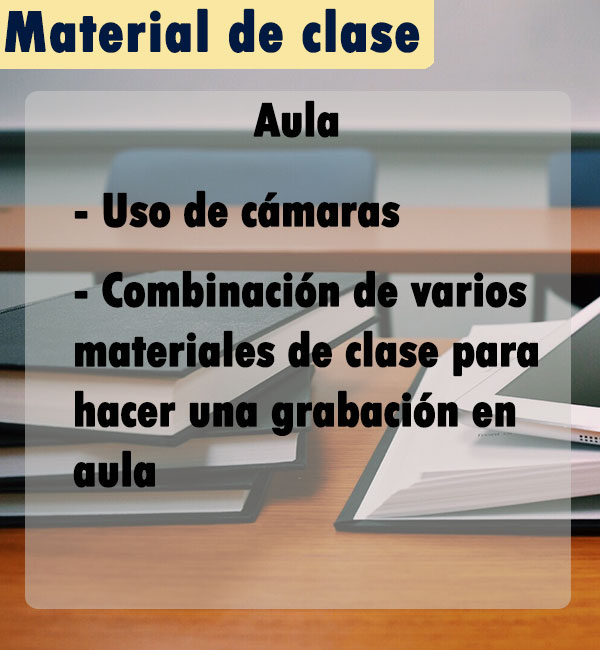 Material de clase
Aula
- Uso de cámaras
- Combinación de varios
materiales de clase para
hacer una grabación en
aula